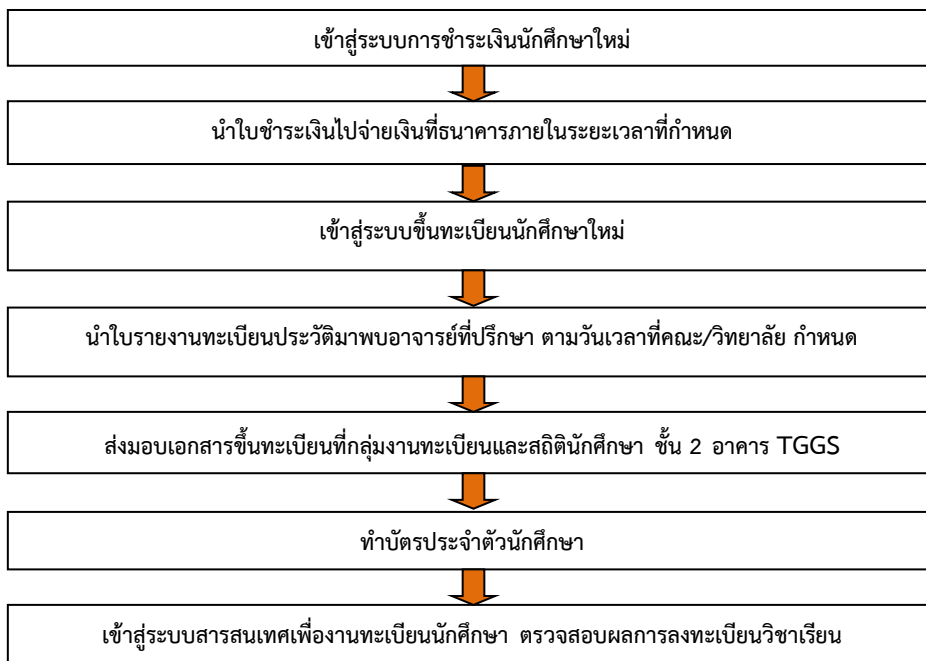 เข้าสู่ระบบการชำระเงินนักศึกษาใหม่
นำใบชำระเงินไปจ่ายเงินที่ธนาคารภายในระยะเวลาที่กำหนด
เข้าสู่ระบบขึ้นทะเบียนนักศึกษาใหม่
นำใบรายงานทะเบียนประวัติมาพบอาจารย์ที่ปรึกษา ตามวันเวลาที่คณะ/วิทยาลัย กำหนด
ส่งมอบเอกสารขึ้นทะเบียนที่กลุ่มงานทะเบียนและสถิตินักศึกษา ชั้น 2 อาคาร TGGS
ทำบัตรประจำตัวนักศึกษา
เข้าสู่ระบบสารสนเทศเพื่องานทะเบียนนักศึกษา ตรวจสอบผลการลงทะเบียนวิชาเรียน